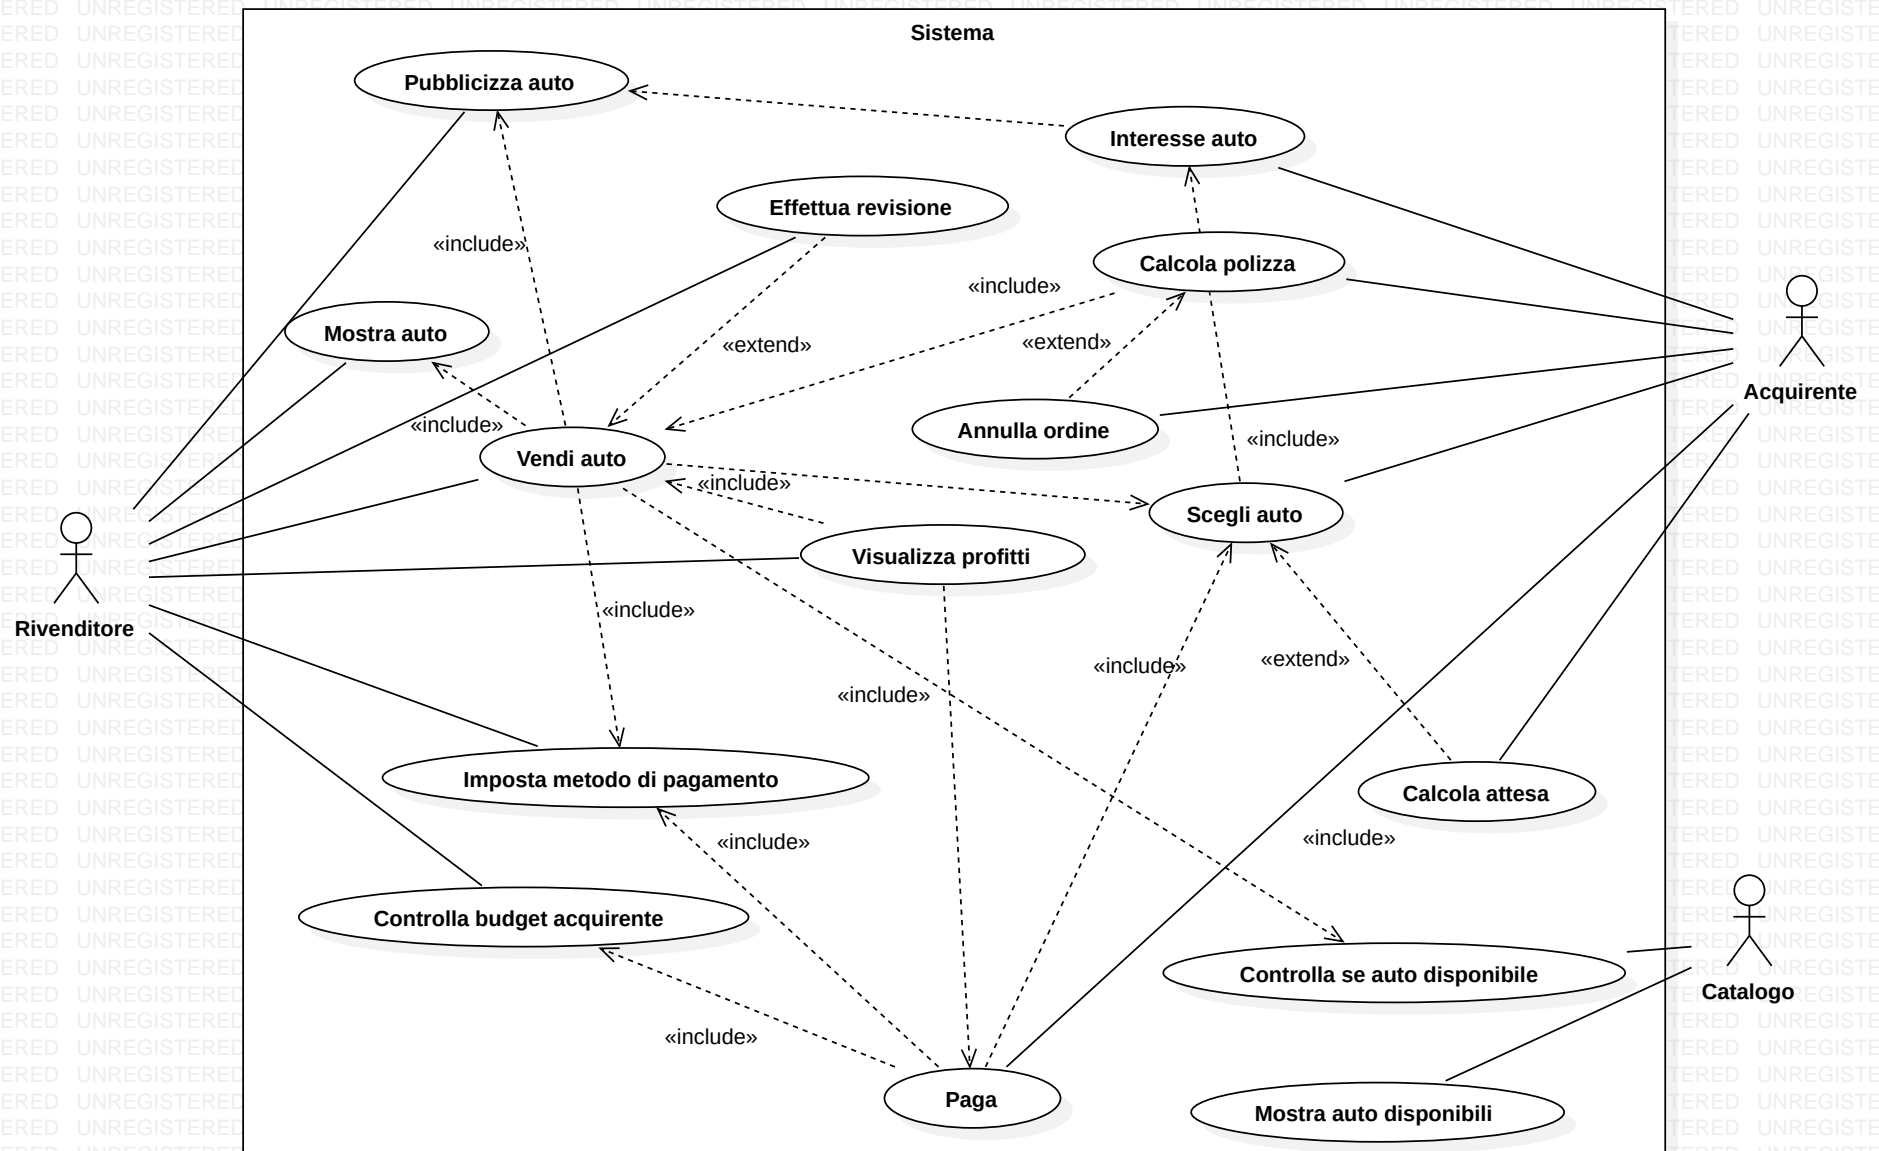 Sistema
Pubblicizza auto
Interesse auto
Effettua revisione
«include»
Calcola polizza
«include»
Mostra auto
«extend»
«extend»
Acquirente
«include»
Annulla ordine
«include»
Vendi auto
«include»
Scegli auto
Visualizza profitti
«include»
Rivenditore
«include»
«extend»
«include»
Imposta metodo di pagamento
Calcola attesa
«include»
«include»
Controlla budget acquirente
Controlla se auto disponibile
Catalogo
«include»
Paga
Mostra auto disponibili
UNREGISTERED